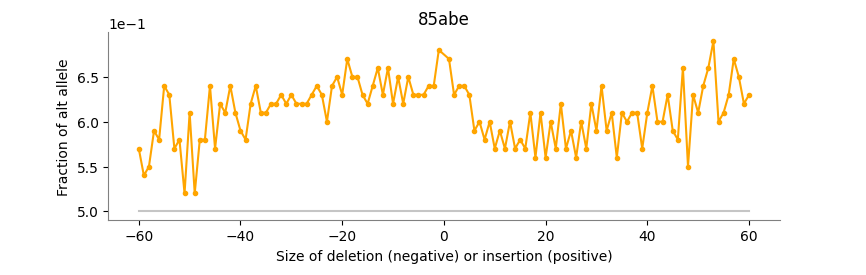 85abe
1e−1
Fraction of alt allele
6.5
6.0
5.5
5.0
−60
−40
−20
0
20
40
60
Size of deletion (negative) or insertion (positive)